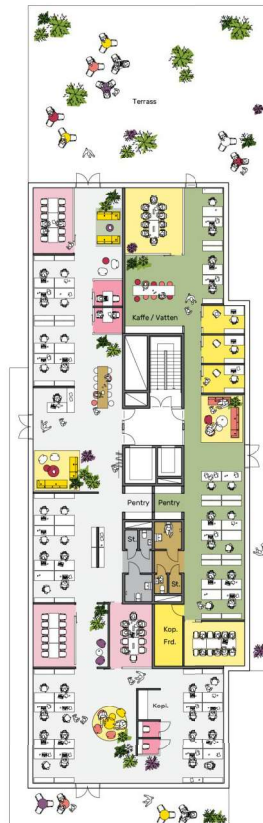 Terrass
Kaffe / Vatten
Pentry
Pentry
St.
St.
Kop.
Frd.
Kopi.